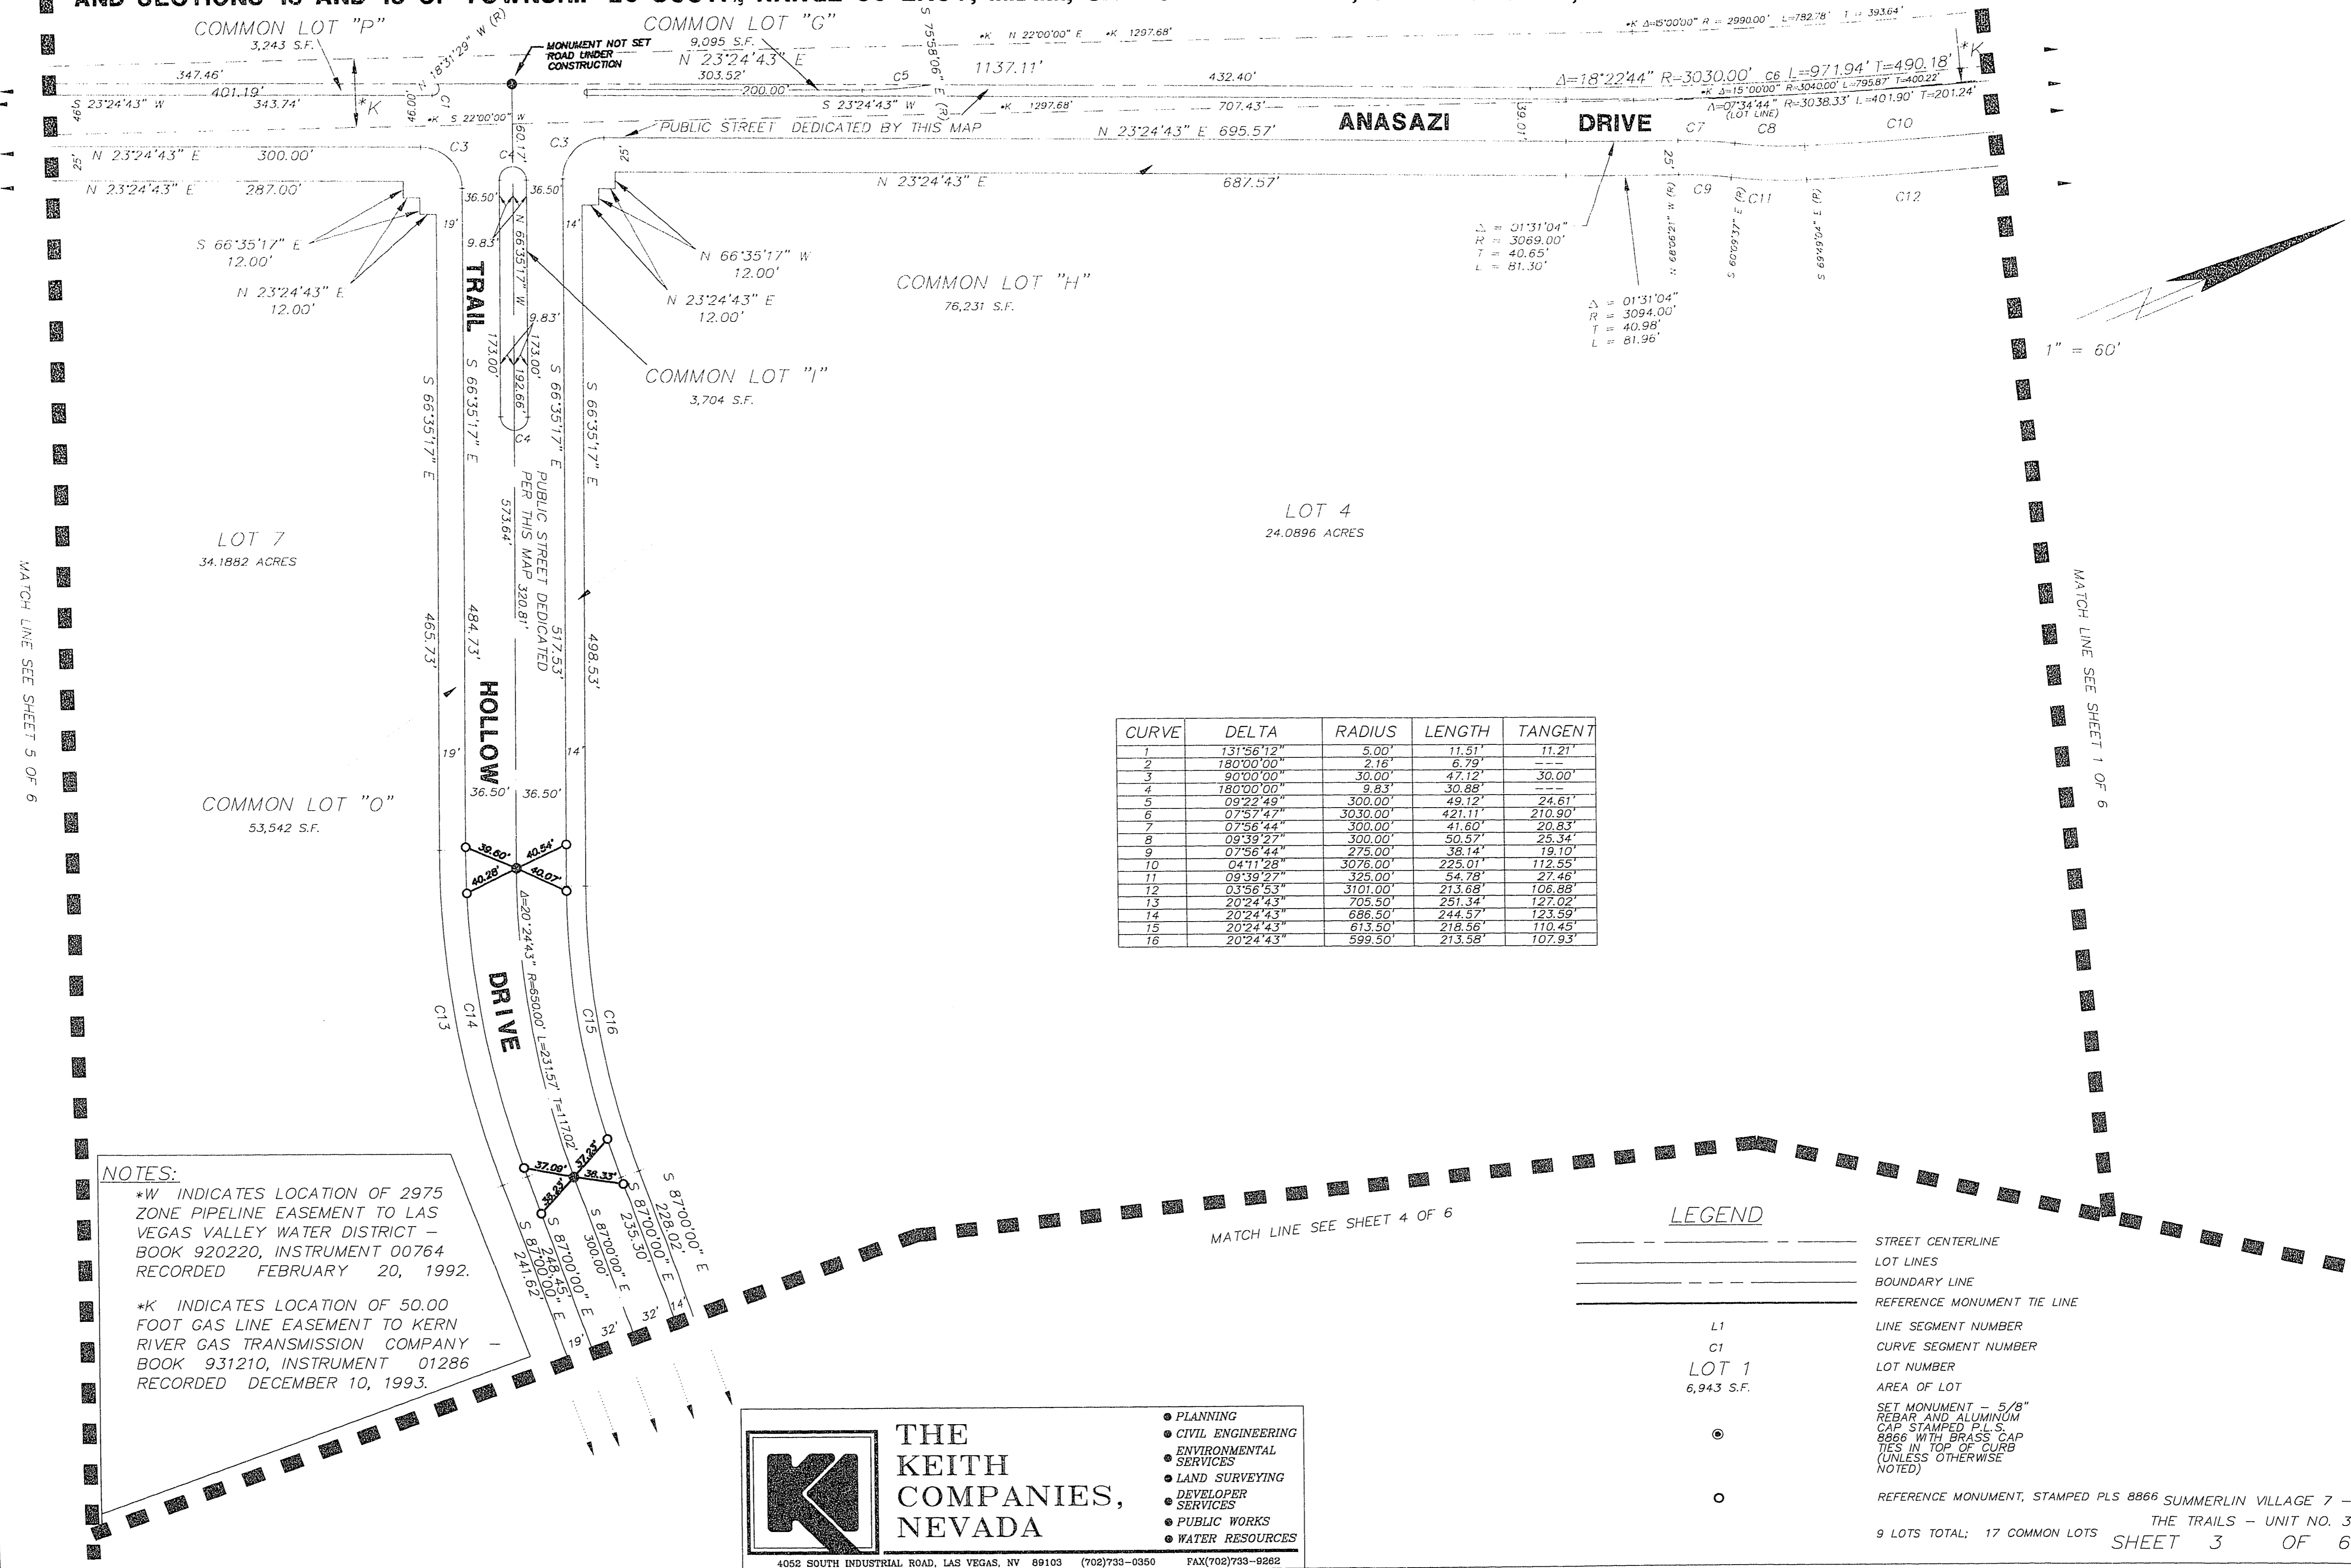 COMMON LOT "P"
3,243 S.F.
N 18°31'29" W (R)
MONUMENT NOT SET
ROAD UNDER
CONSTRUCTION
COMMON LOT "G"
9,095 S.F.
N 23°24'43" E
303.52'
C5
S 75°58'06" E (R)
*K N 22°00'00" E *K 1297.68'
1137.11'
432.40'
*K Δ=15°00'00" R = 2990.00' L=782.78' T = 393.64'
*K
Δ=18°22'44" R=3030.00' C6 L=971.94' T=490.18'
*K Δ=15°00'00" R=3040.00' L=795.87' T=400.22'
Δ=07°34'44" R=3038.33' L=401.90' T=201.24'
(LOT LINE)
347.46'
401.19'
S 23°24'43" W 343.74'
46.00'
*K
46.00'
C1
*K S 22°00'00" W
60.17'
200.00'
S 23°24'43" W
*K 1297.68'
707.43'
39.01'
PUBLIC STREET DEDICATED BY THIS MAP
N 23°24'43" E 695.57'
ANASAZI DRIVE
C7 C8 C10
25'
N 23°24'43" E 300.00'
C3 C4 C3
25'
N 23°24'43" E 287.00'
N 23°24'43" E 687.57'
25'
C9 C11 C12
N 68°06'21" W (R)
S 60°09'37" E (R)
S 69°49'04" E (R)
36.50' 36.50'
19' 14'
9.83'
N 66°35'17" W
S 66°35'17" E
12.00'
N 23°24'43" E
12.00'
N 66°35'17" W
12.00'
N 23°24'43" E
12.00'
COMMON LOT "H"
76,231 S.F.
Δ = 01°31'04"
R = 3069.00'
T = 40.65'
L = 81.30'
Δ = 01°31'04"
R = 3094.00'
T = 40.98'
L = 81.96'
1" = 60'
TRAIL
9.83'
173.00'
173.00'
192.66'
COMMON LOT "I"
3,704 S.F.
C4
S 66°35'17" E
S 66°35'17" E
S 66°35'17" E
S 66°35'17" E
PUBLIC STREET DEDICATED
PER THIS MAP 320.81'
573.64'
LOT 7
34.1882 ACRES
LOT 4
24.0896 ACRES
MATCH LINE SEE SHEET 5 OF 6
MATCH LINE SEE SHEET 1 OF 6
465.73'
484.73'
517.53'
498.53'
HOLLOW
19' 14'
36.50' 36.50'
COMMON LOT "O"
53,542 S.F.
CURVE DELTA RADIUS LENGTH TANGENT
1 131°56'12" 5.00' 11.51' 11.21'
2 180°00'00" 2.16' 6.79' ---
3 90°00'00" 30.00' 47.12' 30.00'
4 180°00'00" 9.83' 30.88' ---
5 09°22'49" 300.00' 49.12' 24.61'
6 07°57'47" 3030.00' 421.11' 210.90'
7 07°56'44" 300.00' 41.60' 20.83'
8 09°39'27" 300.00' 50.57' 25.34'
9 07°56'44" 275.00' 38.14' 19.10'
10 04°11'28" 3076.00' 225.01' 112.55'
11 09°39'27" 325.00' 54.78' 27.46'
12 03°56'53" 3101.00' 213.68' 106.88'
13 20°24'43" 705.50' 251.34' 127.02'
14 20°24'43" 686.50' 244.57' 123.59'
15 20°24'43" 613.50' 218.56' 110.45'
16 20°24'43" 599.50' 213.58' 107.93'
39.60' 40.54'
40.28' 40.07'
Δ=20°24'43" R=650.00' L=231.57' T=117.02'
DRIVE
C13 C14 C15 C16
37.09' 37.23'
38.23' 36.33'
S 87°00'00" E
241.62'
S 87°00'00" E
248.45'
S 87°00'00" E
300.00'
S 87°00'00" E
235.30'
S 87°00'00" E
228.02'
19' 32' 32' 14'
NOTES:
*W INDICATES LOCATION OF 2975
ZONE PIPELINE EASEMENT TO LAS
VEGAS VALLEY WATER DISTRICT –
BOOK 920220, INSTRUMENT 00764
RECORDED FEBRUARY 20, 1992.
*K INDICATES LOCATION OF 50.00
FOOT GAS LINE EASEMENT TO KERN
RIVER GAS TRANSMISSION COMPANY –
BOOK 931210, INSTRUMENT 01286
RECORDED DECEMBER 10, 1993.
MATCH LINE SEE SHEET 4 OF 6
LEGEND
STREET CENTERLINE
LOT LINES
BOUNDARY LINE
REFERENCE MONUMENT TIE LINE
L1 LINE SEGMENT NUMBER
C1 CURVE SEGMENT NUMBER
LOT 1 LOT NUMBER
6,943 S.F. AREA OF LOT
SET MONUMENT – 5/8"
REBAR AND ALUMINUM
CAP STAMPED P.L.S.
8866 WITH BRASS CAP
TIES IN TOP OF CURB
(UNLESS OTHERWISE
NOTED)
REFERENCE MONUMENT, STAMPED PLS 8866
9 LOTS TOTAL; 17 COMMON LOTS
SUMMERLIN VILLAGE 7 –
THE TRAILS – UNIT NO. 3
SHEET 3 OF 6
THE
KEITH
COMPANIES,
NEVADA
PLANNING
CIVIL ENGINEERING
ENVIRONMENTAL
SERVICES
LAND SURVEYING
DEVELOPER
SERVICES
PUBLIC WORKS
WATER RESOURCES
4052 SOUTH INDUSTRIAL ROAD, LAS VEGAS, NV 89103 (702)733-0350 FAX(702)733-9262